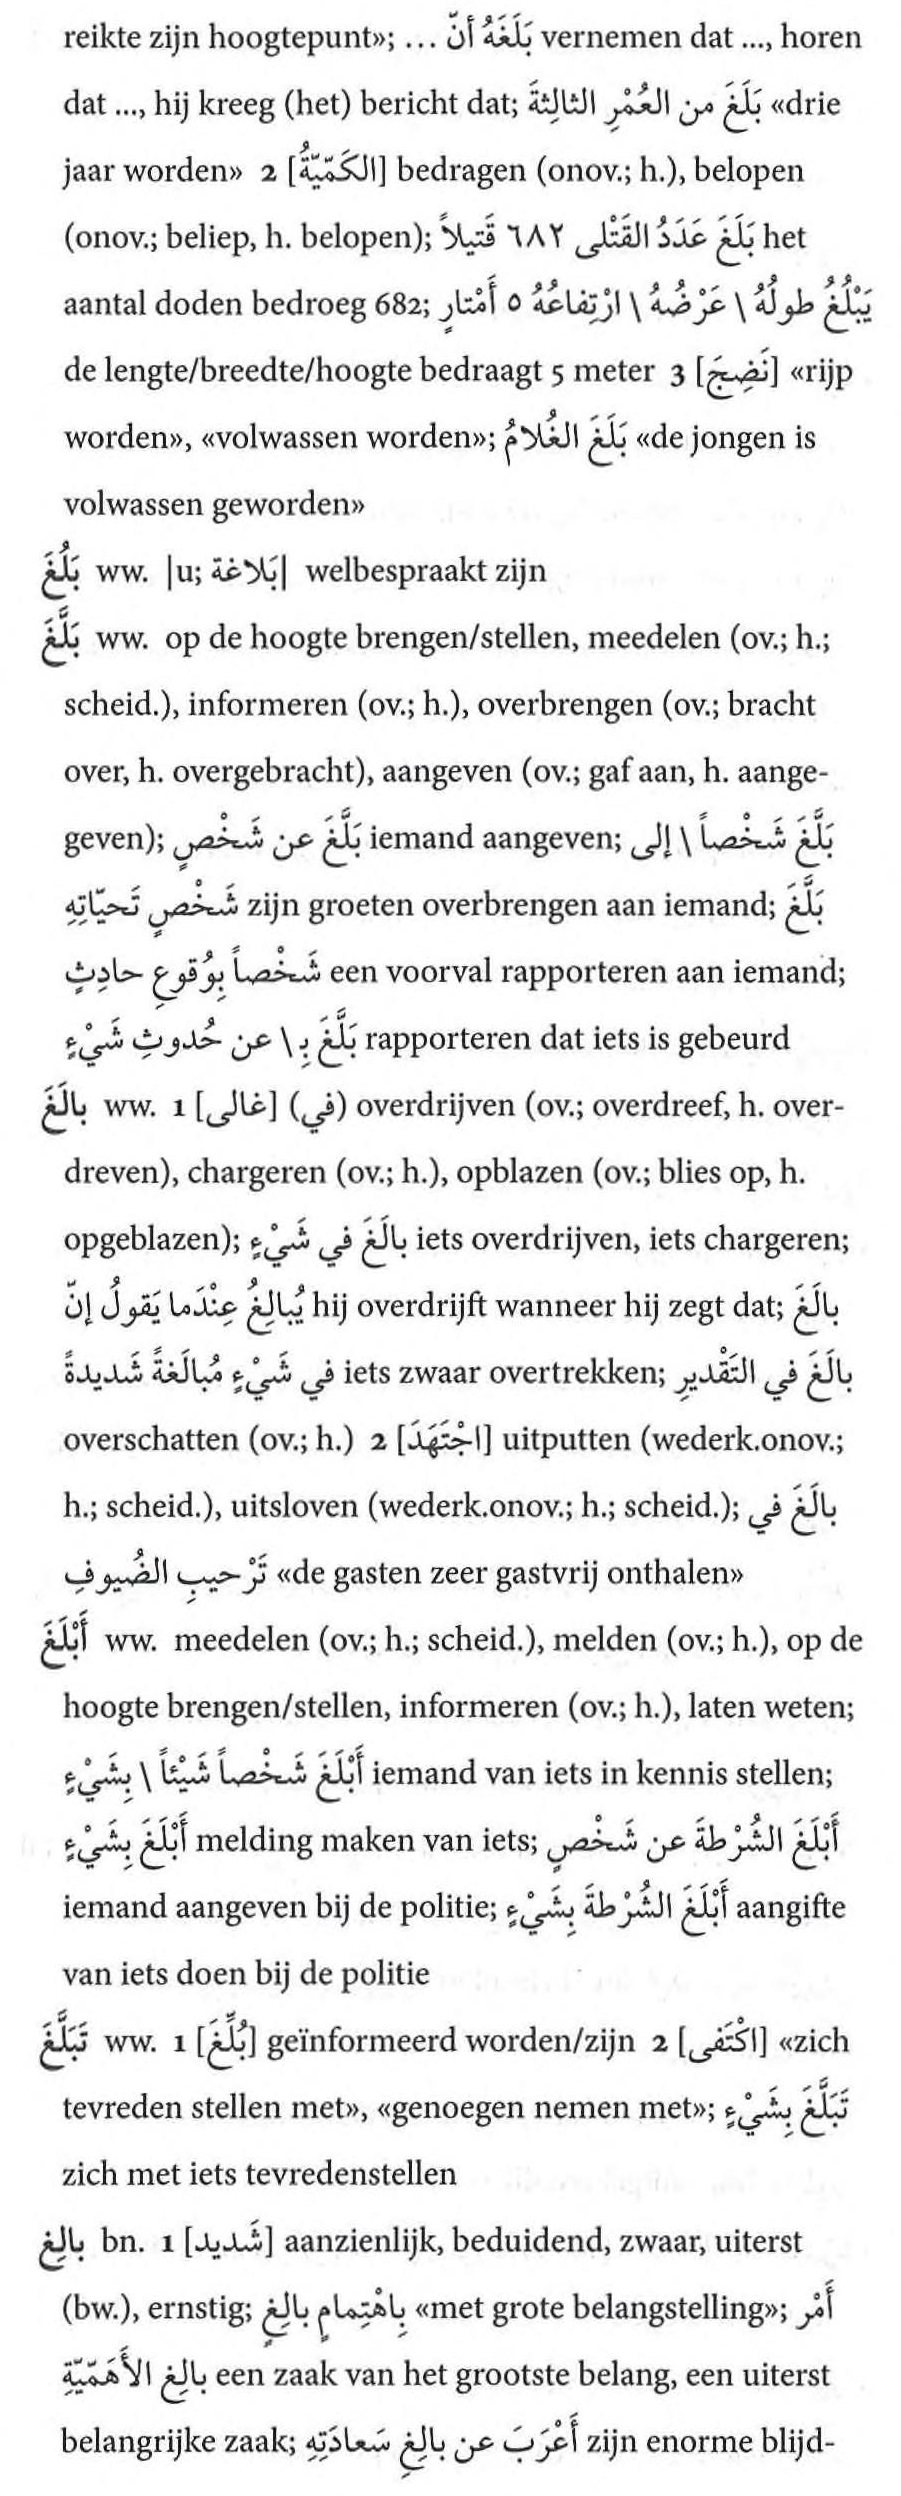 reikte zijn hoogtepunt»; بَلَغَهُ أنّ ... vernemen dat ..., horen
dat ..., hij kreeg (het) bericht dat; بَلَغَ من العُمْرِ الثالِثةَ «drie
jaar worden» 2 [الكَمّيّةُ] bedragen (onov.; h.), belopen
(onov.; beliep, h. belopen); بَلَغَ عَدَدُ القَتْلى ٦٨٢ قَتيلاً het
aantal doden bedroeg 682; يَبْلُغُ طولُهُ \ عَرْضُهُ \ ارْتِفاعُهُ ٥ أَمْتارٍ
de lengte/breedte/hoogte bedraagt 5 meter 3 [نَضِجَ] «rijp
worden», «volwassen worden»; بَلَغَ الغُلامُ «de jongen is
volwassen geworden»
بَلُغَ ww. |u; بَلاغة| welbespraakt zijn
بَلَّغَ ww. op de hoogte brengen/stellen, meedelen (ov.; h.;
scheid.), informeren (ov.; h.), overbrengen (ov.; bracht
over, h. overgebracht), aangeven (ov.; gaf aan, h. aange-
geven); بَلَّغَ عن شَخْصٍ iemand aangeven; بَلَّغَ شَخْصاً \ إلى
شَخْصٍ تَحيّاتِهِ zijn groeten overbrengen aan iemand; بَلَّغَ
شَخْصاً بِوُقوعِ حادِثٍ een voorval rapporteren aan iemand;
بَلَّغَ بِـ \ عن حُدوثِ شَيْءٍ rapporteren dat iets is gebeurd
بالَغَ ww. 1 [غالى] (في) overdrijven (ov.; overdreef, h. over-
dreven), chargeren (ov.; h.), opblazen (ov.; blies op, h.
opgeblazen); بالَغَ في شَيْءٍ iets overdrijven, iets chargeren;
يُبالِغُ عِنْدَما يَقولُ إنّ hij overdrijft wanneer hij zegt dat; بالَغَ
في شَيْءٍ مُبالَغةً شَديدةً iets zwaar overtrekken; بالَغَ في التَقْديرِ
overschatten (ov.; h.) 2 [اجْتَهَدَ] uitputten (wederk.onov.;
h.; scheid.), uitsloven (wederk.onov.; h.; scheid.); بالَغَ في
تَرْحيبِ الضُيوفِ «de gasten zeer gastvrij onthalen»
أَبْلَغَ ww. meedelen (ov.; h.; scheid.), melden (ov.; h.), op de
hoogte brengen/stellen, informeren (ov.; h.), laten weten;
أَبْلَغَ شَخْصاً شَيْئاً \ بِشَيْءٍ iemand van iets in kennis stellen;
أَبْلَغَ بِشَيْءٍ melding maken van iets; أَبْلَغَ الشُرْطةَ عن شَخْصٍ
iemand aangeven bij de politie; أَبْلَغَ الشُرْطةَ بِشَيْءٍ aangifte
van iets doen bij de politie
تَبَلَّغَ ww. 1 [بُلِّغَ] geïnformeerd worden/zijn 2 [اكْتَفى] «zich
tevreden stellen met», «genoegen nemen met»; تَبَلَّغَ بِشَيْءٍ
zich met iets tevredenstellen
بالِغ bn. 1 [شَديد] aanzienlijk, beduidend, zwaar, uiterst
(bw.), ernstig; بِاهْتِمامٍ بالِغٍ «met grote belangstelling»; أَمْر
بالِغ الأَهَمّيّةِ een zaak van het grootste belang, een uiterst
belangrijke zaak; أَعْرَبَ عن بالِغِ سَعادَتِهِ zijn enorme blijd-